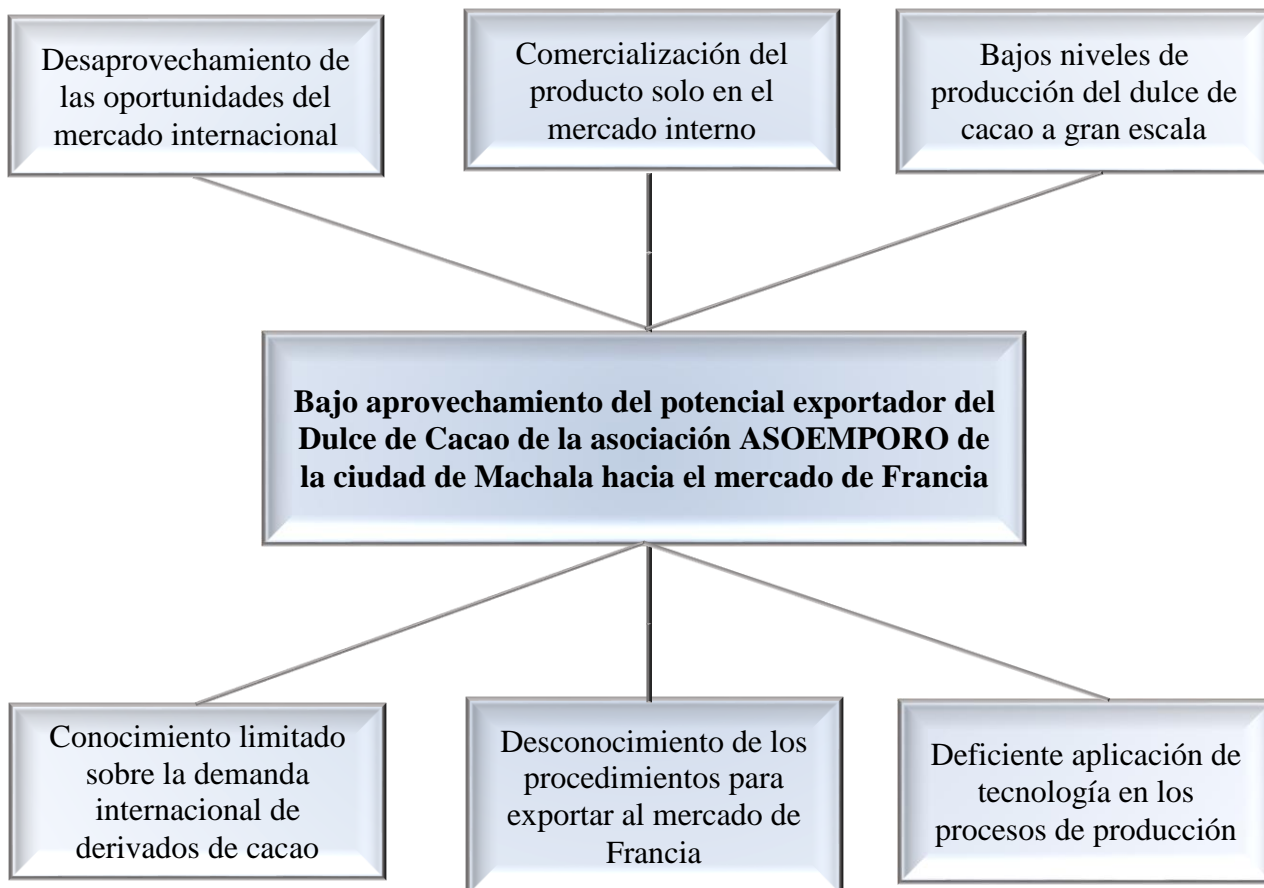 Desaprovechamiento de
las oportunidades del
mercado internacional
Comercialización del
producto solo en el
mercado interno
Bajos niveles de
producción del dulce de
cacao a gran escala
Bajo aprovechamiento del potencial exportador del
Dulce de Cacao de la asociación ASOEMPORO de
la ciudad de Machala hacia el mercado de Francia
Conocimiento limitado
sobre la demanda
internacional de
derivados de cacao
Desconocimiento de los
procedimientos para
exportar al mercado de
Francia
Deficiente aplicación de
tecnología en los
procesos de producción